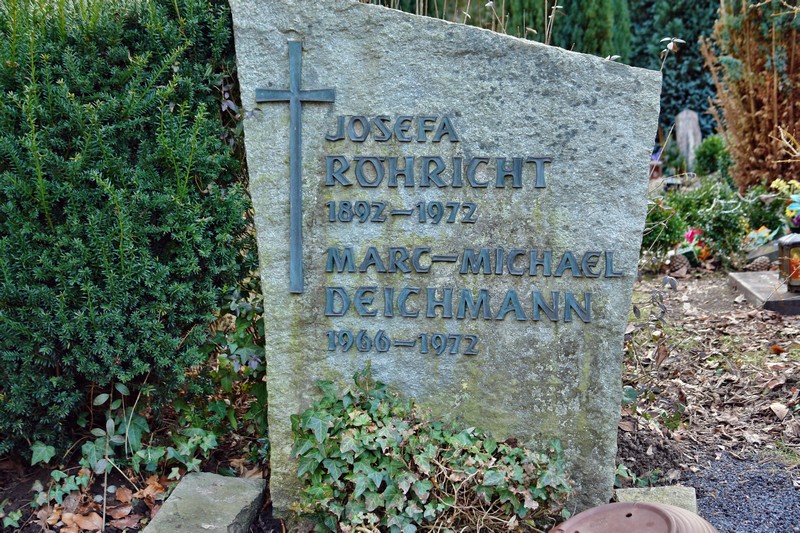 JOSEFA
RÖHRICHT
1892–1972
MARC–MICHAEL
DEICHMANN
1966–1972